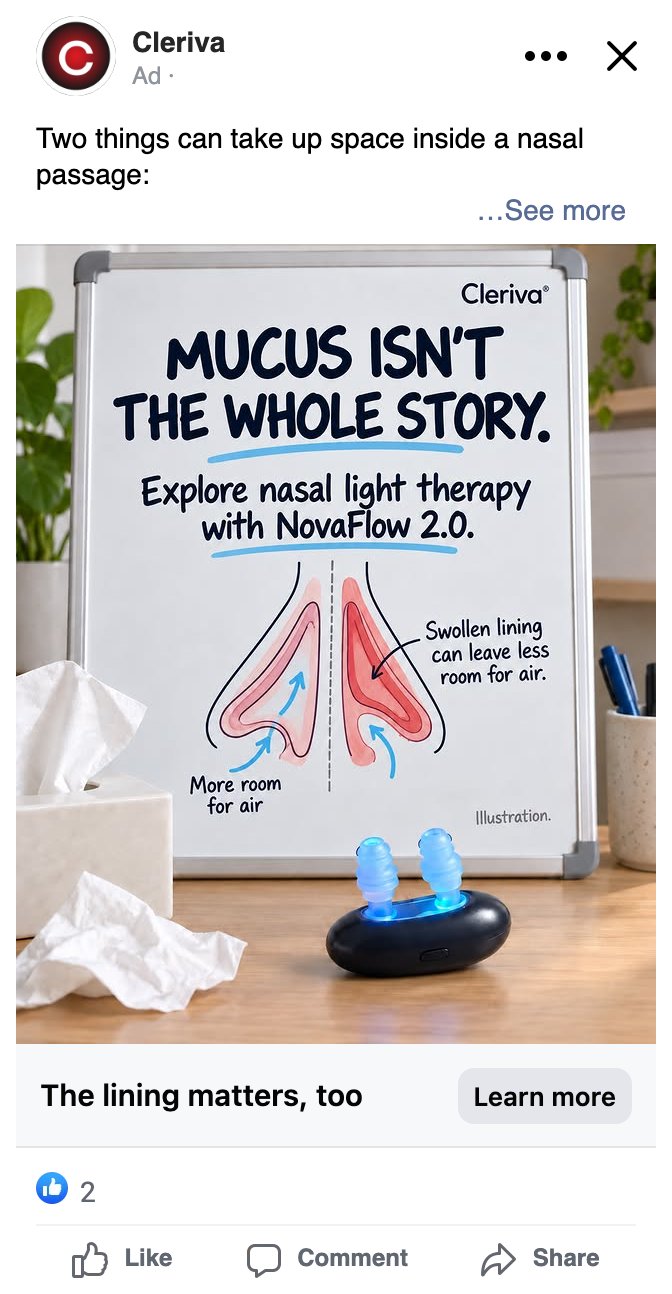 C
Cleriva
Ad ·
Two things can take up space inside a nasal
passage:
...See more
Cleriva®
MUCUS ISN'T
THE WHOLE STORY.
Explore nasal light therapy
with NovaFlow 2.0.
Swollen lining
can leave less
room for air.
More room
for air
Illustration.
The lining matters, too
Learn more
2
Like
Comment
Share